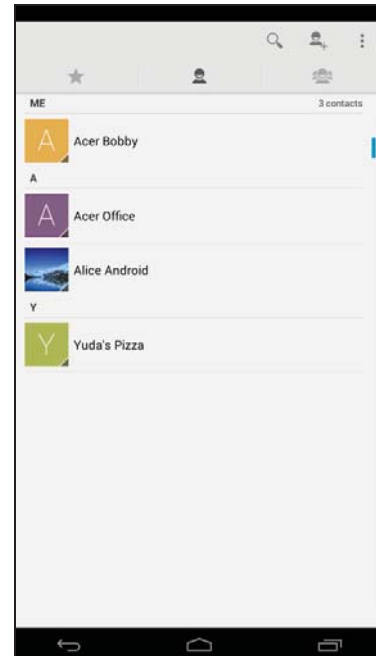 ME 3 contacts
A Acer Bobby
A
A Acer Office
Alice Android
Y
Y Yuda's Pizza